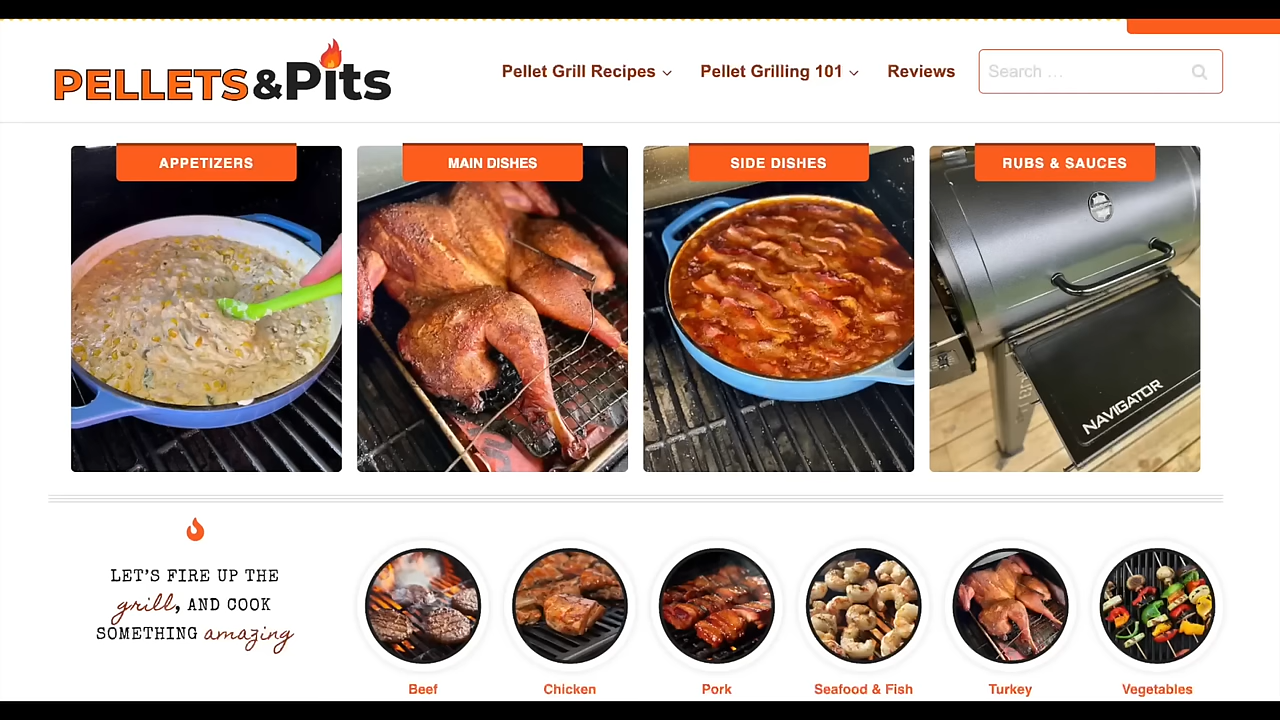 PELLETS&Pits
Pellet Grill Recipes
Pellet Grilling 101
Reviews
Search …
APPETIZERS
MAIN DISHES
SIDE DISHES
RUBS & SAUCES
NAVIGATOR
LET'S FIRE UP THE
grill, AND COOK
SOMETHING amazing
Beef
Chicken
Pork
Seafood & Fish
Turkey
Vegetables